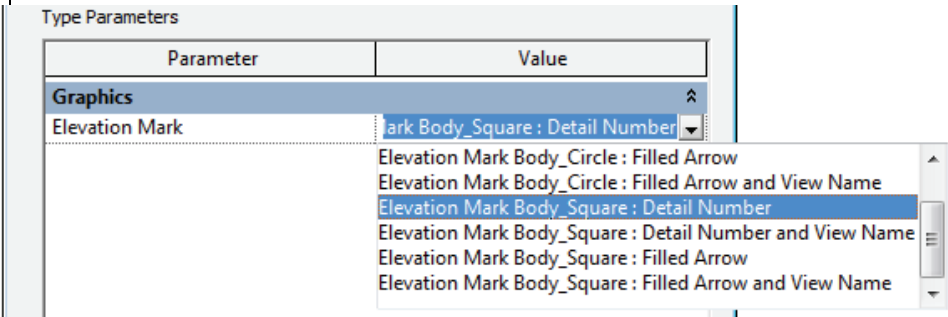 Type Parameters
Parameter Value
Graphics
Elevation Mark ark Body_Square : Detail Number
Elevation Mark Body_Circle : Filled Arrow
Elevation Mark Body_Circle : Filled Arrow and View Name
Elevation Mark Body_Square : Detail Number
Elevation Mark Body_Square : Detail Number and View Name
Elevation Mark Body_Square : Filled Arrow
Elevation Mark Body_Square : Filled Arrow and View Name